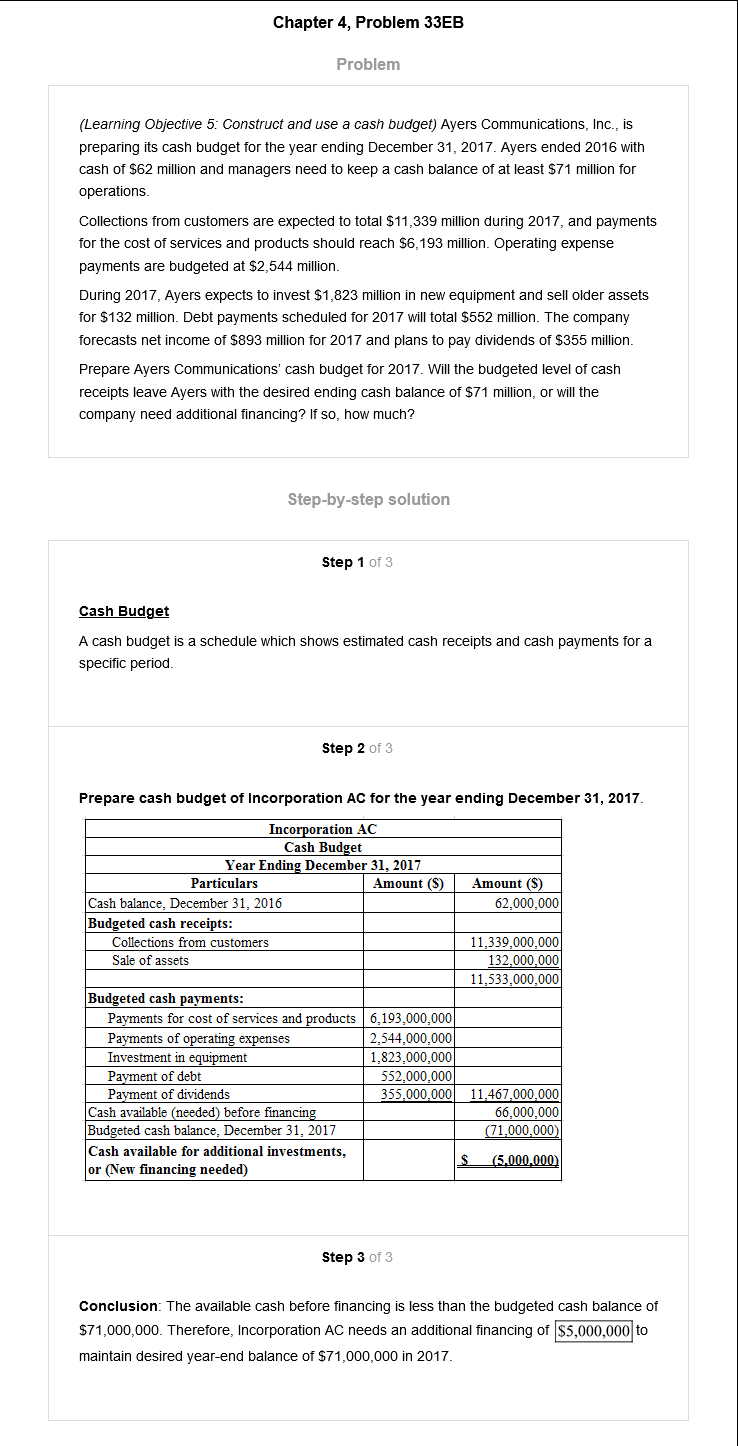 Chapter 4, Problem 33EB
Problem
(Learning Objective 5: Construct and use a cash budget) Ayers Communications, Inc., is
preparing its cash budget for the year ending December 31, 2017. Ayers ended 2016 with
cash of $62 million and managers need to keep a cash balance of at least $71 million for
operations.
Collections from customers are expected to total $11,339 million during 2017, and payments
for the cost of services and products should reach $6,193 million. Operating expense
payments are budgeted at $2,544 million.
During 2017, Ayers expects to invest $1,823 million in new equipment and sell older assets
for $132 million. Debt payments scheduled for 2017 will total $552 million. The company
forecasts net income of $893 million for 2017 and plans to pay dividends of $355 million.
Prepare Ayers Communications' cash budget for 2017. Will the budgeted level of cash
receipts leave Ayers with the desired ending cash balance of $71 million, or will the
company need additional financing? If so, how much?
Step-by-step solution
Step 1 of 3
Cash Budget
A cash budget is a schedule which shows estimated cash receipts and cash payments for a
specific period.
Step 2 of 3
Prepare cash budget of Incorporation AC for the year ending December 31, 2017.
Incorporation AC
Cash Budget
Year Ending December 31, 2017
Particulars Amount ($) Amount ($)
Cash balance, December 31, 2016 62,000,000
Budgeted cash receipts:
Collections from customers 11,339,000,000
Sale of assets 132,000,000
11,533,000,000
Budgeted cash payments:
Payments for cost of services and products 6,193,000,000
Payments of operating expenses 2,544,000,000
Investment in equipment 1,823,000,000
Payment of debt 552,000,000
Payment of dividends 355,000,000 11,467,000,000
Cash available (needed) before financing 66,000,000
Budgeted cash balance, December 31, 2017 (71,000,000)
Cash available for additional investments,
or (New financing needed) $ (5,000,000)
Step 3 of 3
Conclusion: The available cash before financing is less than the budgeted cash balance of
$71,000,000. Therefore, Incorporation AC needs an additional financing of $5,000,000 to
maintain desired year-end balance of $71,000,000 in 2017.